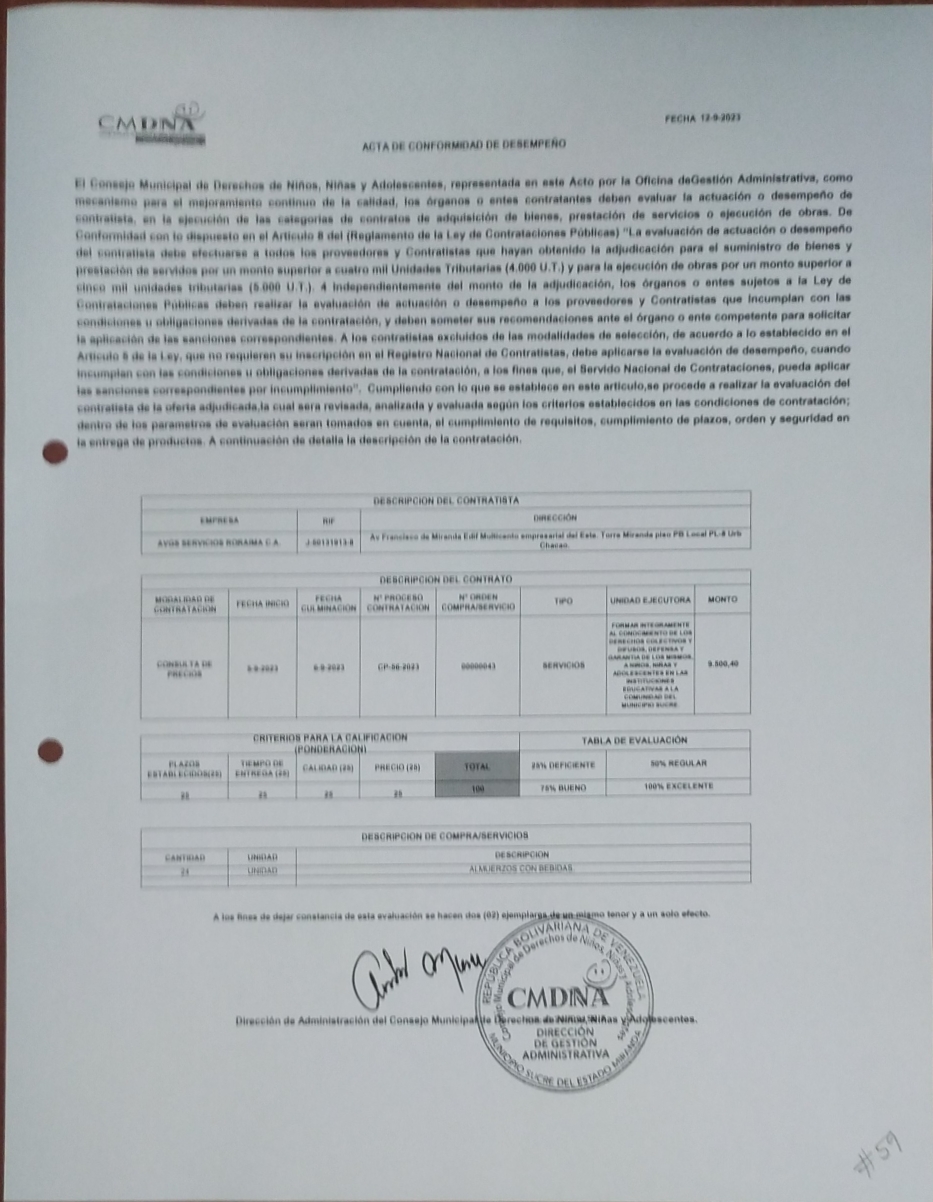 CMDNA
FECHA 12-9-2023
ACTA DE CONFORMIDAD DE DESEMPEÑO
El Consejo Municipal de Derechos de Niños, Niñas y Adolescentes, representada en este Acto por la Oficina deGestión Administrativa, como
mecanismo para el mejoramiento continuo de la calidad, los órganos o entes contratantes deben evaluar la actuación o desempeño de
contratista, en la ejecución de las categorias de contratos de adquisición de bienes, prestación de servicios o ejecución de obras. De
Conformidad con lo dispuesto en el Articulo 8 del (Reglamento de la Ley de Contrataciones Públicas) "La evaluación de actuación o desempeño
del contratista debe efectuarse a todos los proveedores y Contratistas que hayan obtenido la adjudicación para el suministro de bienes y
prestación de servidos por un monto superior a cuatro mil Unidades Tributarias (4.000 U.T.) y para la ejecución de obras por un monto superior a
cinco mil unidades tributarias (5.000 U.T.). 4 Independientemente del monto de la adjudicación, los órganos o entes sujetos a la Ley de
Contrataciones Públicas deben realizar la evaluación de actuación o desempeño a los proveedores y Contratistas que incumplan con las
condiciones u obligaciones derivadas de la contratación, y deben someter sus recomendaciones ante el órgano o ente competente para solicitar
la aplicación de las sanciones correspondientes. A los contratistas excluidos de las modalidades de selección, de acuerdo a lo establecido en el
Articulo 5 de la Ley, que no requieren su inscripción en el Registro Nacional de Contratistas, debe aplicarse la evaluación de desempeño, cuando
incumplan con las condiciones u obligaciones derivadas de la contratación, a los fines que, el Servido Nacional de Contrataciones, pueda aplicar
las sanciones correspondientes por incumplimiento". Cumpliendo con lo que se establece en este articulo,se procede a realizar la evaluación del
contratista de la oferta adjudicada,la cual sera revisada, analizada y evaluada según los criterios establecidos en las condiciones de contratación;
dentro de los parametros de evaluación seran tomados en cuenta, el cumplimiento de requisitos, cumplimiento de plazos, orden y seguridad en
la entrega de productos. A continuación de detalla la descripción de la contratación.
DESCRIPCION DEL CONTRATISTA
EMPRESA RIF DIRECCIÓN
SERVICIOS RORAIMA C.A. Av Francisco de Miranda Edif Multicentro empresarial del Este. Torre Miranda piso PB Local PL-8 Urb
Chacao.
DESCRIPCION DEL CONTRATO
MODALIDAD DE CONTRATACION FECHA INICIO FECHA CULMINACION N° PROCESO CONTRATACION N° ORDEN COMPRA/SERVICIO TIPO UNIDAD EJECUTORA MONTO
CONSULTA DE PRECIOS CP-56-2023 00000043 SERVICIOS
FORMAR INTEGRAMENTE
AL CONOCIMIENTO DE LOS
DERECHOS COLECTIVOS Y
DIFUSOS, DEFENSA Y
GARANTIA DE LOS MISMOS,
A NIÑOS, NIÑAS Y
ADOLESCENTES EN LAS
INSTITUCIONES
EDUCATIVAS A LA
COMUNIDAD DEL
MUNICIPIO SUCRE.
9.500,40
CRITERIOS PARA LA CALIFICACION
(PONDERACION)
TABLA DE EVALUACIÓN
PLAZOS ESTABLECIDOS(25) TIEMPO DE ENTREGA (25) CALIDAD (25) PRECIO (25) TOTAL 25% DEFICIENTE 50% REGULAR
25 25 25 25 100 75% BUENO 100% EXCELENTE
DESCRIPCION DE COMPRA/SERVICIOS
CANTIDAD UNIDAD DESCRIPCION
24 UNIDAD ALMUERZOS CON BEBIDAS
A los fines de dejar constancia de esta evaluación se hacen dos (02) ejemplares de un mismo tenor y a un solo efecto.
REPÚBLICA BOLIVARIANA DE VENEZUELA
Consejo Municipal de Derechos de Niños, Niñas y Adolescentes
CMDNA
Dirección de Administración del Consejo Municipal de Derechos de Niños, Niñas y Adolescentes.
DIRECCIÓN
DE GESTIÓN
ADMINISTRATIVA
MUNICIPIO SUCRE DEL ESTADO MIRANDA
#59